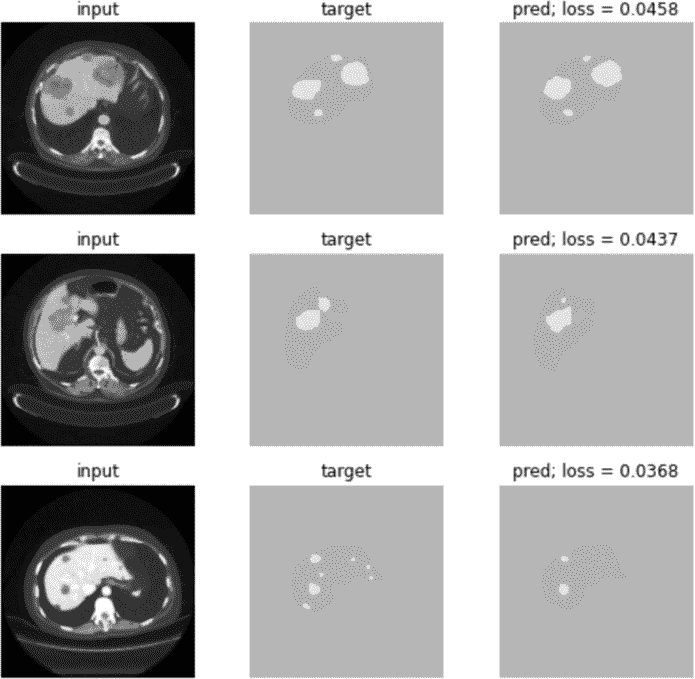 input target pred; loss = 0.0458
input target pred; loss = 0.0437
input target pred; loss = 0.0368